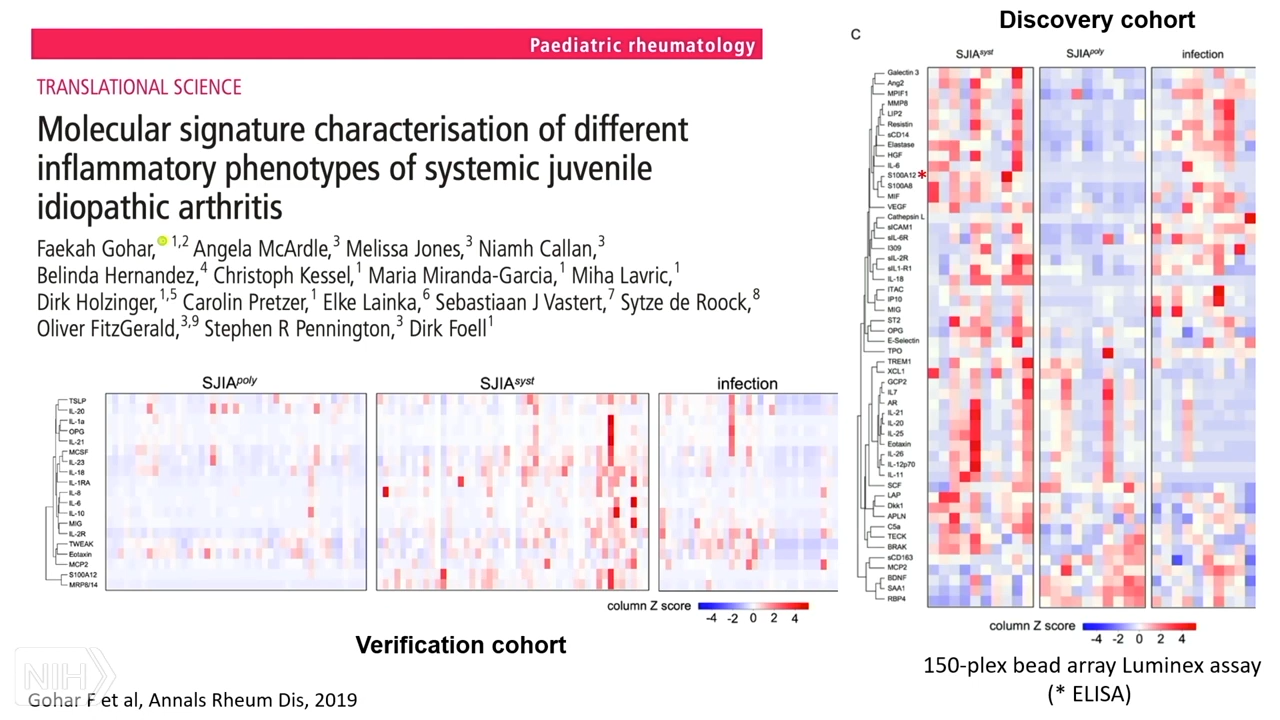 Paediatric rheumatology
TRANSLATIONAL SCIENCE
Molecular signature characterisation of different
inflammatory phenotypes of systemic juvenile
idiopathic arthritis
Faekah Gohar, 1,2 Angela McArdle,3 Melissa Jones,3 Niamh Callan,3
Belinda Hernandez,4 Christoph Kessel,1 Maria Miranda-Garcia,1 Miha Lavric,1
Dirk Holzinger,1,5 Carolin Pretzer,1 Elke Lainka,6 Sebastiaan J Vastert,7 Sytze de Roock,8
Oliver FitzGerald,3,9 Stephen R Pennington,3 Dirk Foell1
SJIApoly
SJIAsyst
infection
TSLP
IL-20
IL-1a
OPG
IL-21
MCSF
IL-23
IL-18
IL-1RA
IL-8
IL-6
IL-10
MIG
IL-2R
TWEAK
Eotaxin
MCP2
S100A12
MRP8/14
column Z score
-4 -2 0 2 4
Verification cohort
NIH
Gohar F et al, Annals Rheum Dis, 2019
Discovery cohort
C
SJIAsyst
SJIApoly
infection
Galectin 3
Ang2
MPIF1
MMP8
LIP2
Resistin
sCD14
Elastase
HGF
IL-6
S100A12 *
S100A8
MIF
VEGF
Cathepsin L
sICAM1
sIL-6R
I309
sIL-2R
sIL1-R1
IL-18
ITAC
IP10
MIG
ST2
OPG
E-Selectin
TPO
TREM1
XCL1
GCP2
IL7
AR
IL-21
IL-20
IL-25
Eotaxin
IL-26
IL-12p70
IL-11
SCF
LAP
Dkk1
APLN
C5a
TECK
BRAK
sCD163
MCP2
BDNF
SAA1
RBP4
column Z score
-4 -2 0 2 4
150-plex bead array Luminex assay
(* ELISA)